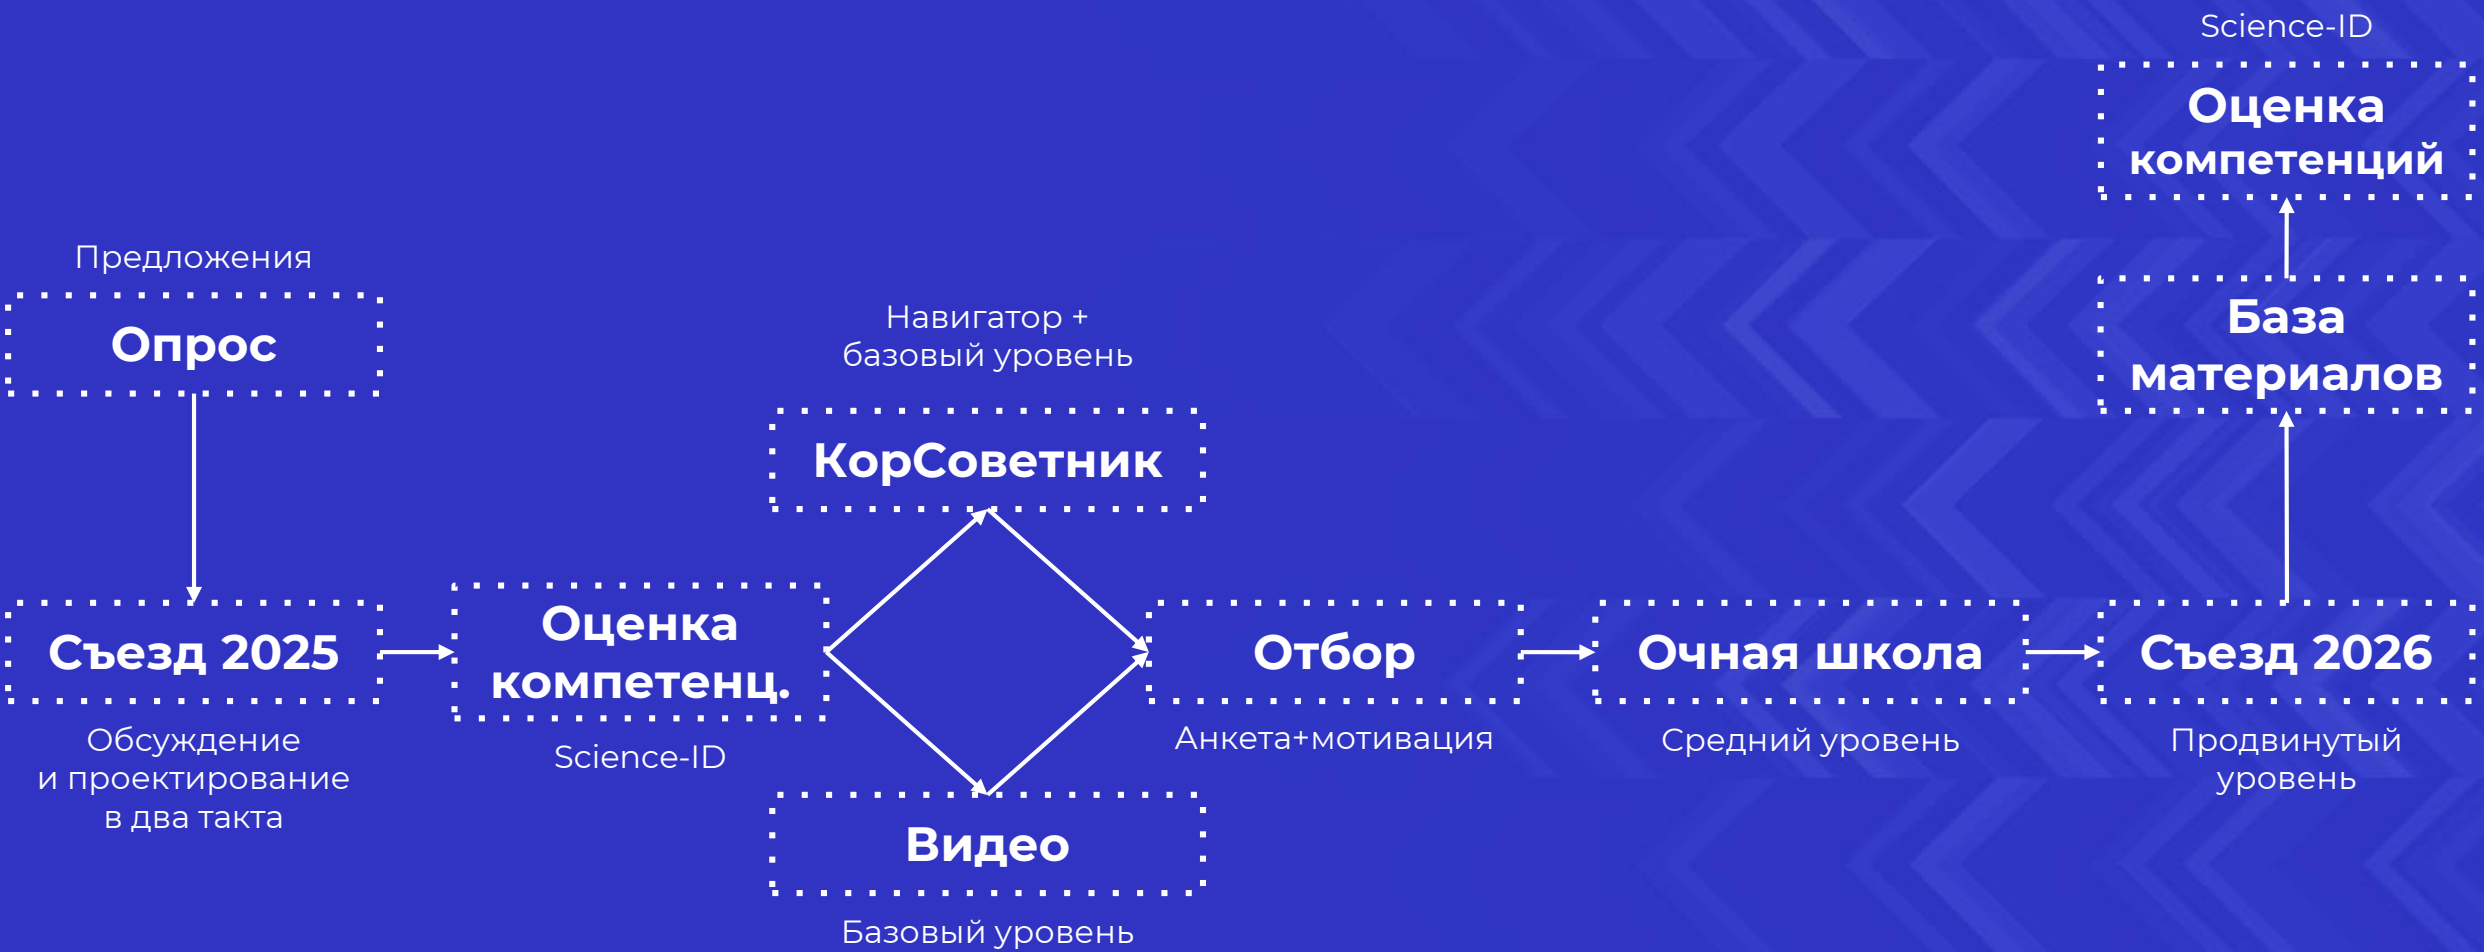 Предложения
Опрос
Съезд 2025
Обсуждение
и проектирование
в два такта
Оценка
компетенц.
Science-ID
Навигатор +
базовый уровень
КорСоветник
Видео
Базовый уровень
Отбор
Анкета+мотивация
Очная школа
Средний уровень
Съезд 2026
Продвинутый
уровень
База
материалов
Science-ID
Оценка
компетенций